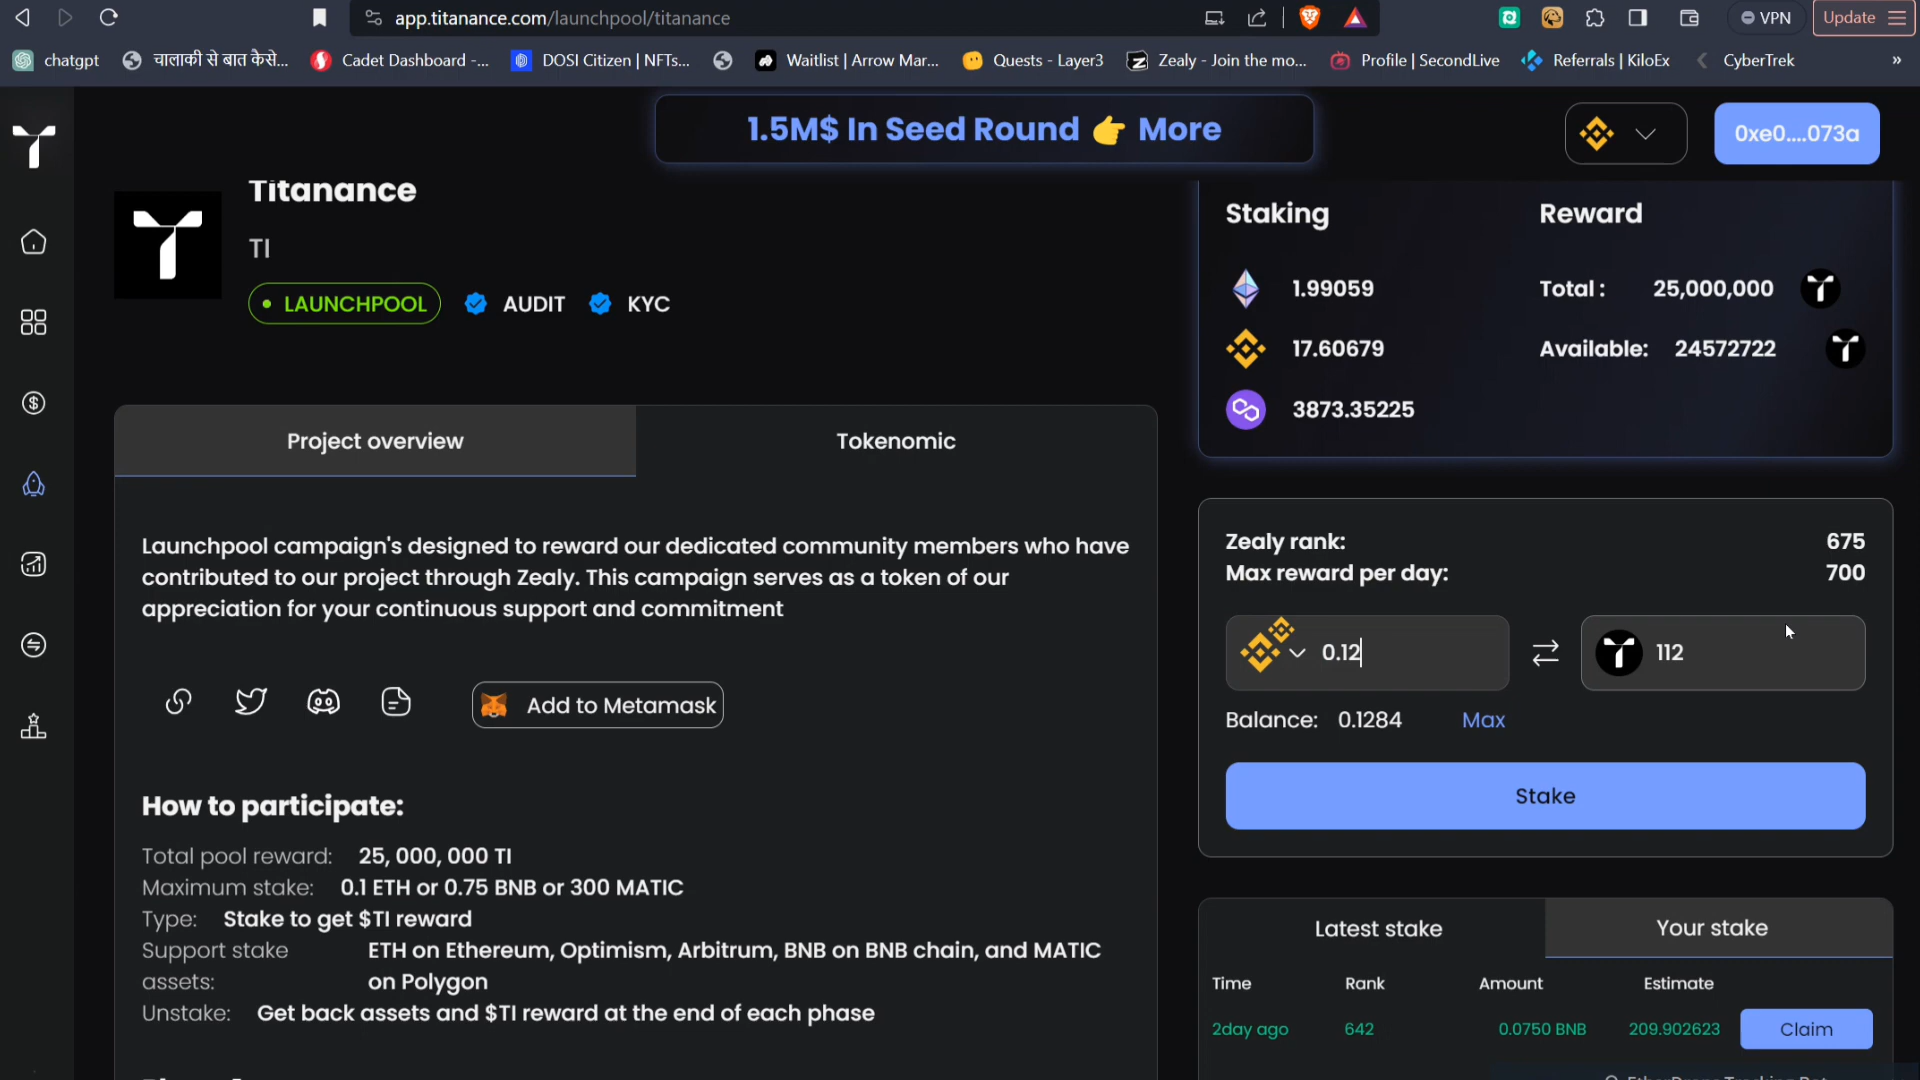 app.titanance.com/launchpool/titanance
VPN
Update
chatgpt
चालाकी से बात कैसे...
Cadet Dashboard -...
DOSI Citizen | NFTs...
Waitlist | Arrow Mar...
Quests - Layer3
Zealy - Join the mo...
Profile | SecondLive
Referrals | KiloEx
CyberTrek
»
1.5M$ In Seed Round 👉 More
0xe0....073a
Titanance
TI
LAUNCHPOOL
AUDIT
KYC
Staking
Reward
1.99059
Total :
25,000,000
17.60679
Available:
24572722
3873.35225
Project overview
Tokenomic
Launchpool campaign's designed to reward our dedicated community members who have
contributed to our project through Zealy. This campaign serves as a token of our
appreciation for your continuous support and commitment
Add to Metamask
How to participate:
Total pool reward: 25, 000, 000 TI
Maximum stake: 0.1 ETH or 0.75 BNB or 300 MATIC
Type: Stake to get $TI reward
Support stake
assets:
ETH on Ethereum, Optimism, Arbitrum, BNB on BNB chain, and MATIC
on Polygon
Unstake: Get back assets and $TI reward at the end of each phase
Zealy rank:
675
Max reward per day:
700
0.12
112
Balance: 0.1284
Max
Stake
Latest stake
Your stake
Time
Rank
Amount
Estimate
2day ago
642
0.0750 BNB
209.902623
Claim